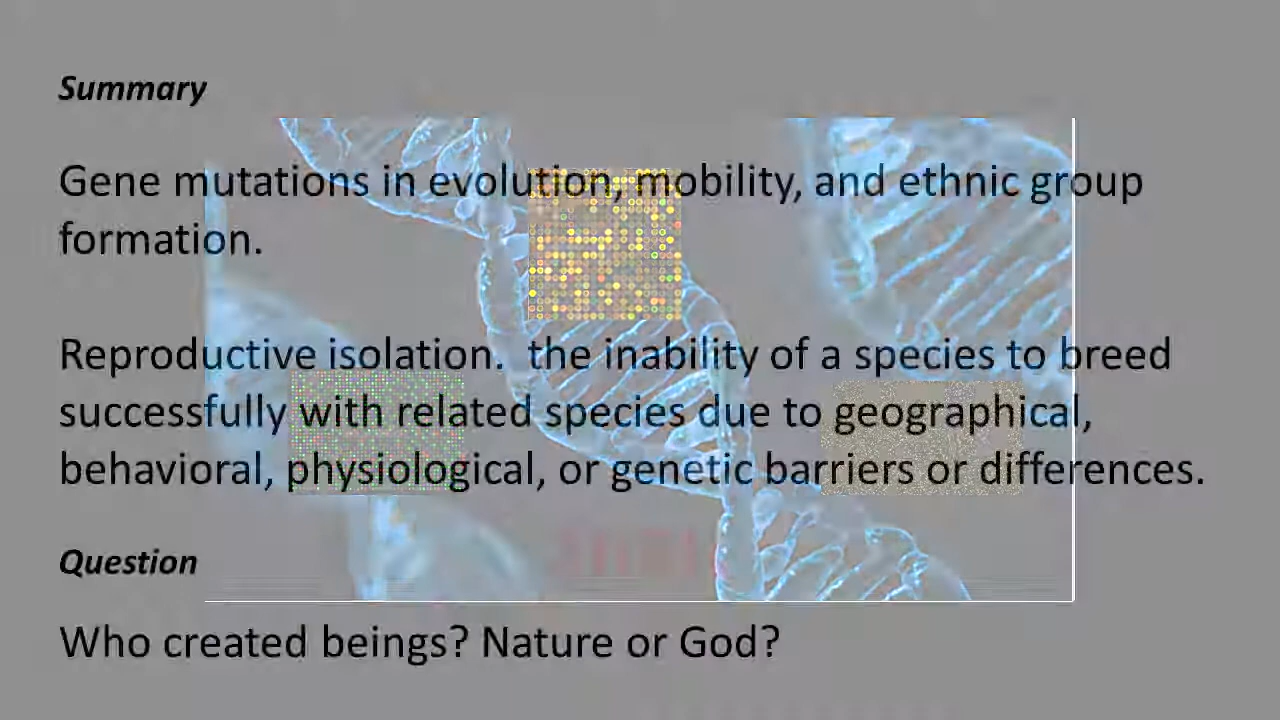 Summary
Gene mutations in evolution, mobility, and ethnic group
formation.
Reproductive isolation.  the inability of a species to breed
successfully with related species due to geographical,
behavioral, physiological, or genetic barriers or differences.
Question
Who created beings? Nature or God?